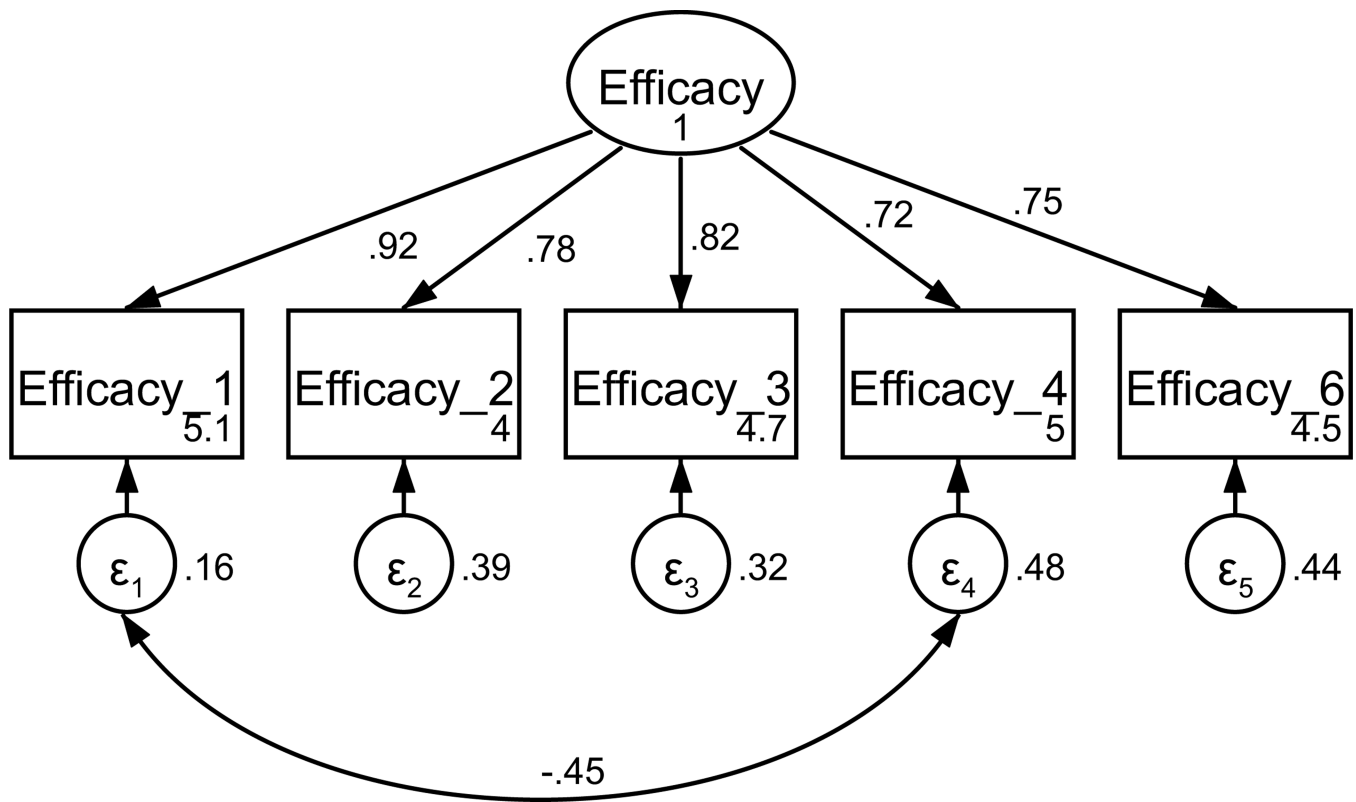 Efficacy
1
.92
.78
.82
.72
.75
Efficacy_1
5.1
Efficacy_2
4
Efficacy_3
4.7
Efficacy_4
5
Efficacy_6
4.5
ε1 .16
ε2 .39
ε3 .32
ε4 .48
ε5 .44
-.45